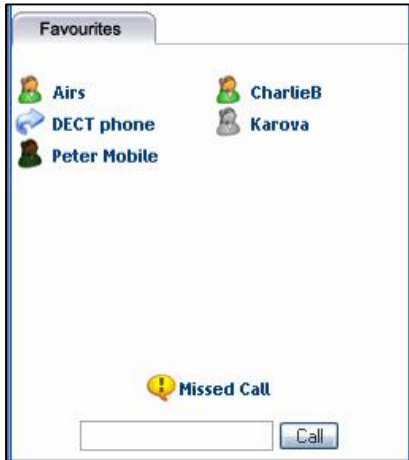 Favourites
Airs CharlieB
DECT phone Karova
Peter Mobile
Missed Call
Call